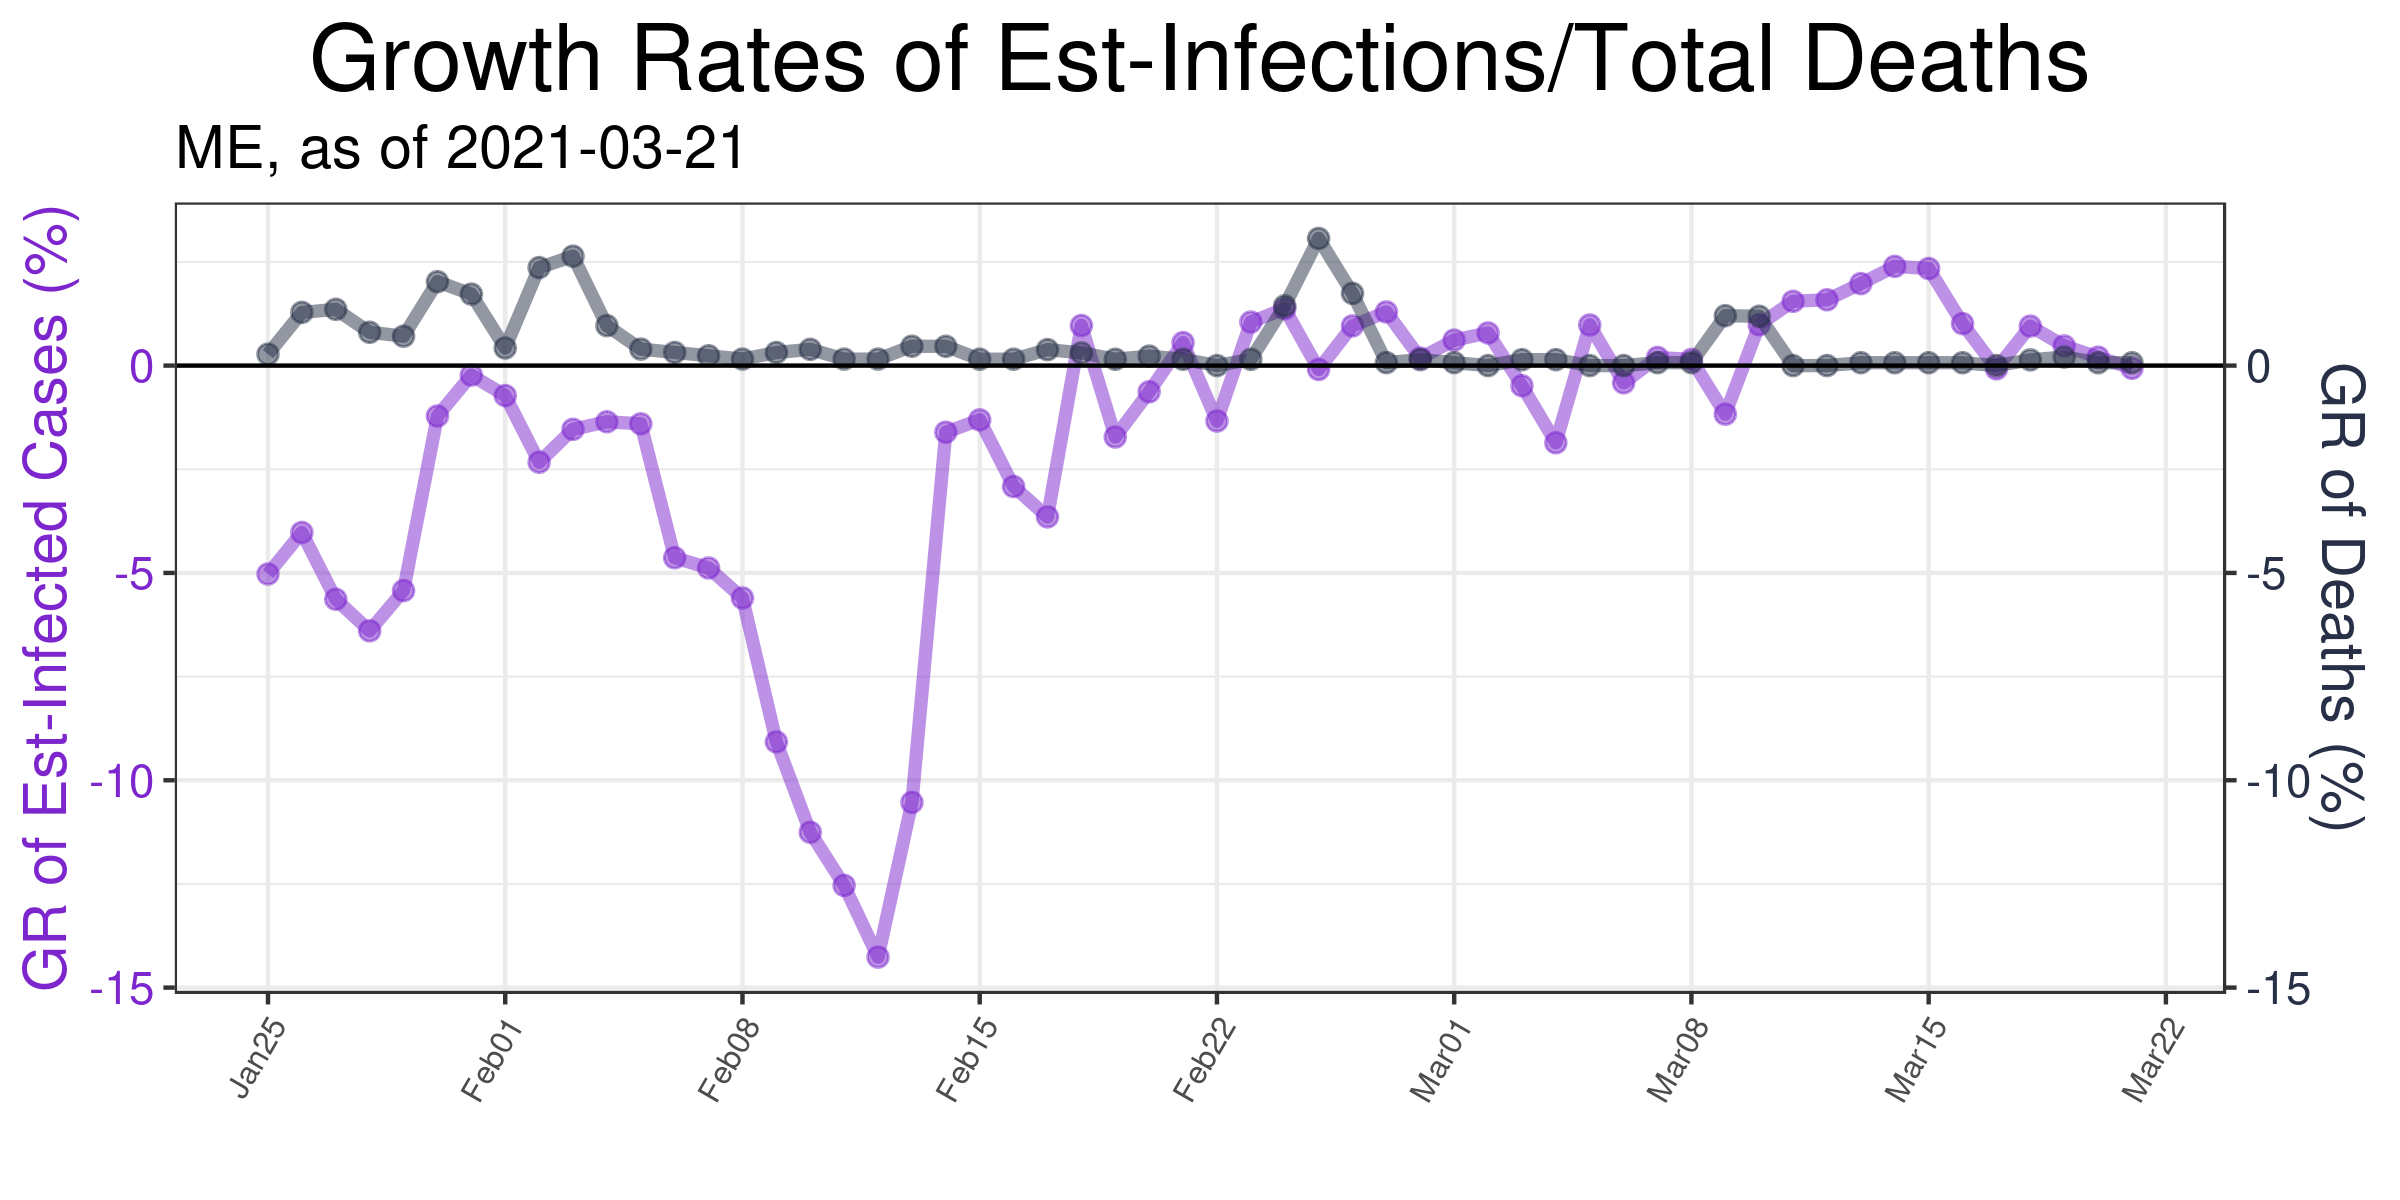 Growth Rates of Est-Infections/Total Deaths
ME, as of 2021-03-21
GR of Est-Infected Cases (%)
0
-5
-10
-15
0
-5
-10
-15
GR of Deaths (%)
Jan25
Feb01
Feb08
Feb15
Feb22
Mar01
Mar08
Mar15
Mar22